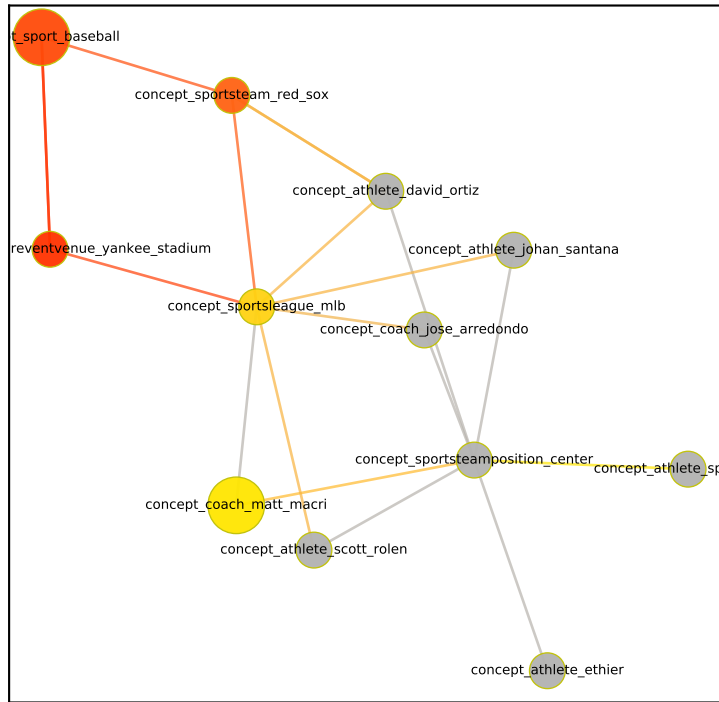 t_sport_baseball
concept_sportsteam_red_sox
concept_athlete_david_ortiz
reventvenue_yankee_stadium
concept_athlete_johan_santana
concept_sportsleague_mlb
concept_coach_jose_arredondo
concept_sportsteamposition_center
concept_athlete_sp
concept_coach_matt_macri
concept_athlete_scott_rolen
concept_athlete_ethier